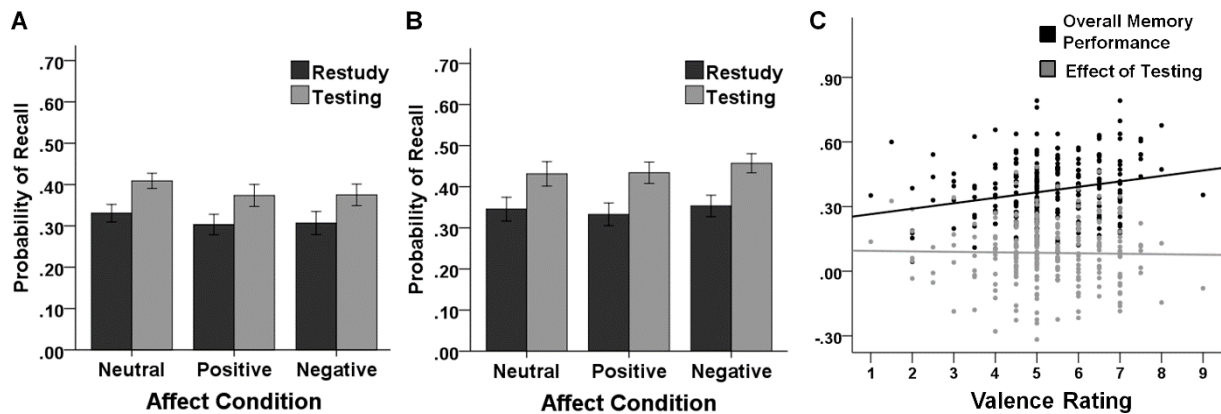 A
Probability of Recall
.70
.60
.50
.40
.30
.20
.10
.00
Restudy
Testing
Neutral Positive Negative
Affect Condition
B
Probability of Recall
.70
.60
.50
.40
.30
.20
.10
.00
Restudy
Testing
Neutral Positive Negative
Affect Condition
C
Overall Memory
Performance
Effect of Testing
.90
.60
.30
.00
-.30
1 2 3 4 5 6 7 8 9
Valence Rating